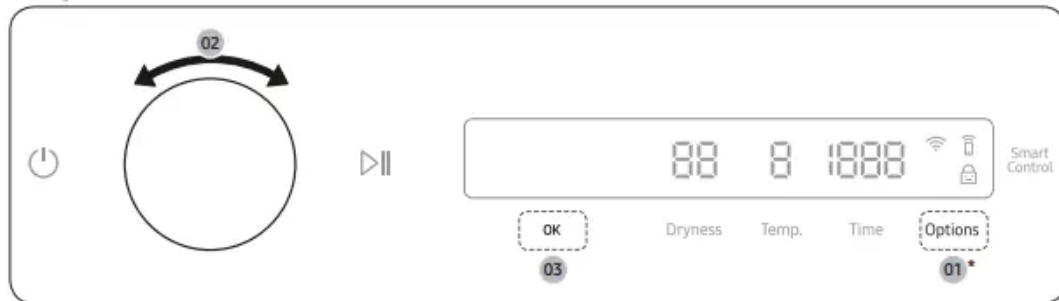 02
88 8 1888
Smart
Control
OK Dryness Temp. Time Options
03 01*